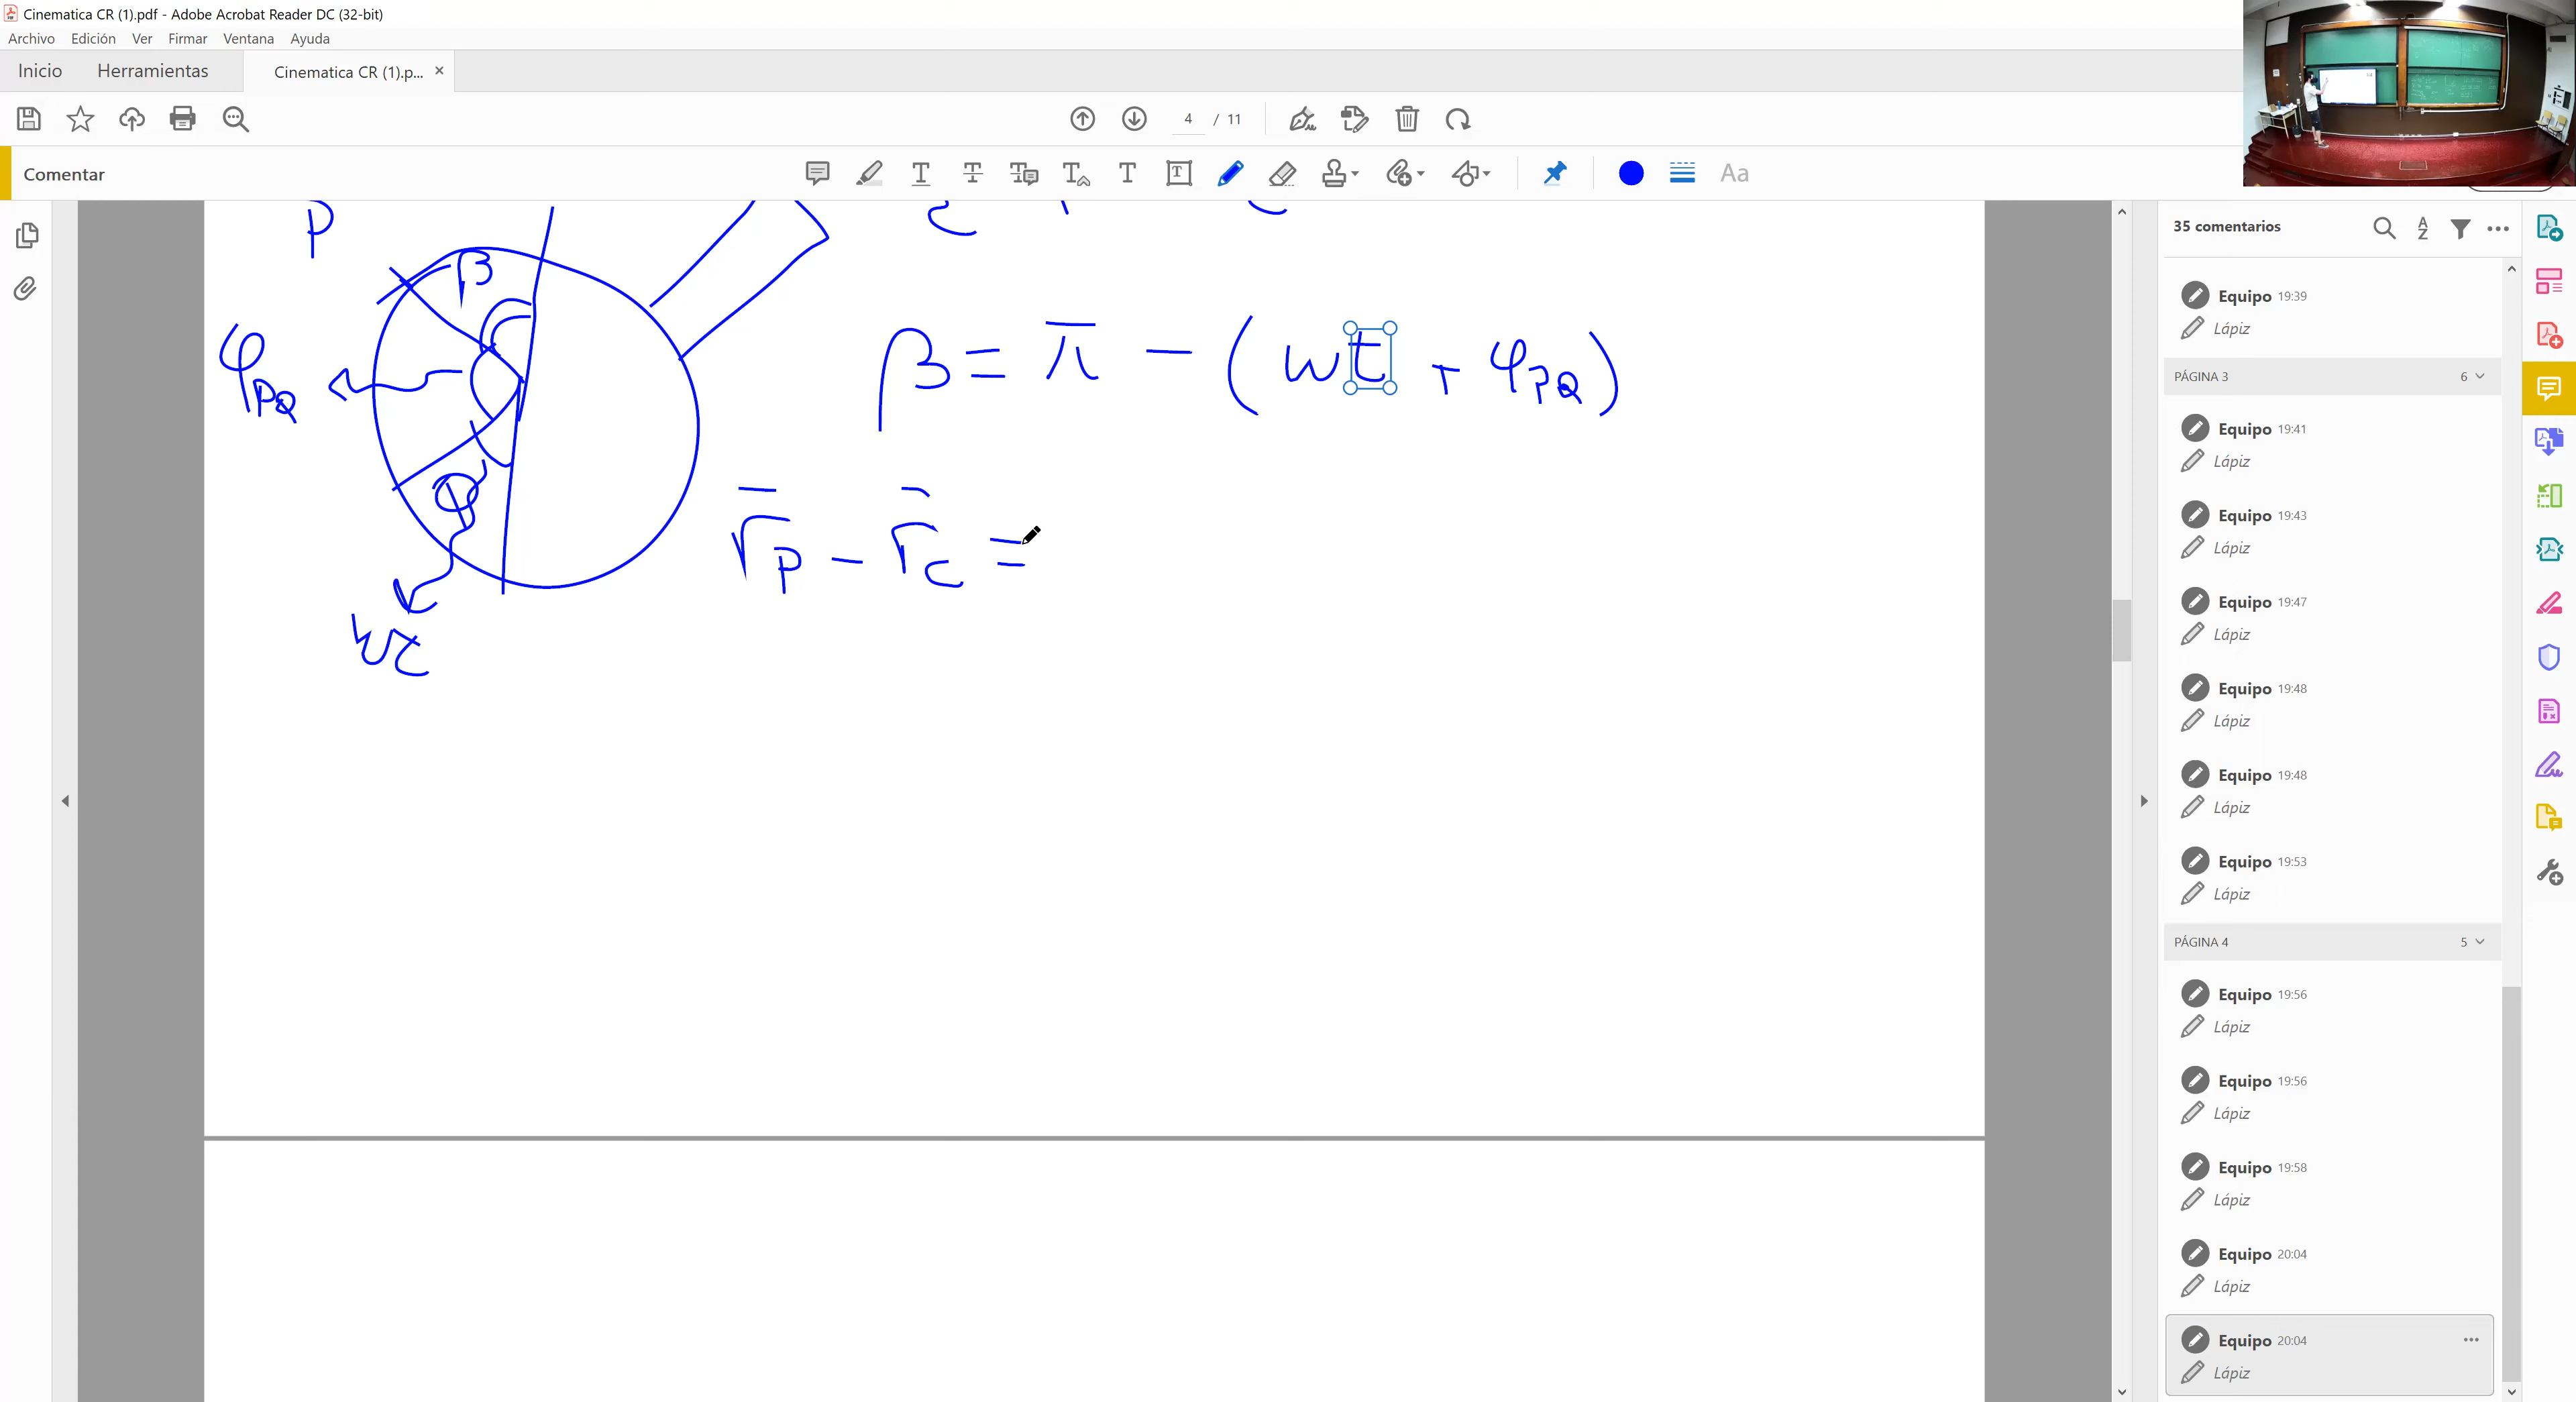 Cinematica CR (1).pdf - Adobe Acrobat Reader DC (32-bit)
Archivo Edición Ver Firmar Ventana Ayuda
Inicio Herramientas Cinematica CR (1).p... ×
4 / 11
Comentar
Aa
35 comentarios
P
β
φPQ
φ
ωt
β = π - (ωt + φPQ)
r̄P - r̄C =
Equipo 19:39
Lápiz
PÁGINA 3 6
Equipo 19:41
Lápiz
Equipo 19:43
Lápiz
Equipo 19:47
Lápiz
Equipo 19:48
Lápiz
Equipo 19:48
Lápiz
Equipo 19:53
Lápiz
PÁGINA 4 5
Equipo 19:56
Lápiz
Equipo 19:56
Lápiz
Equipo 19:58
Lápiz
Equipo 20:04
Lápiz
Equipo 20:04
Lápiz